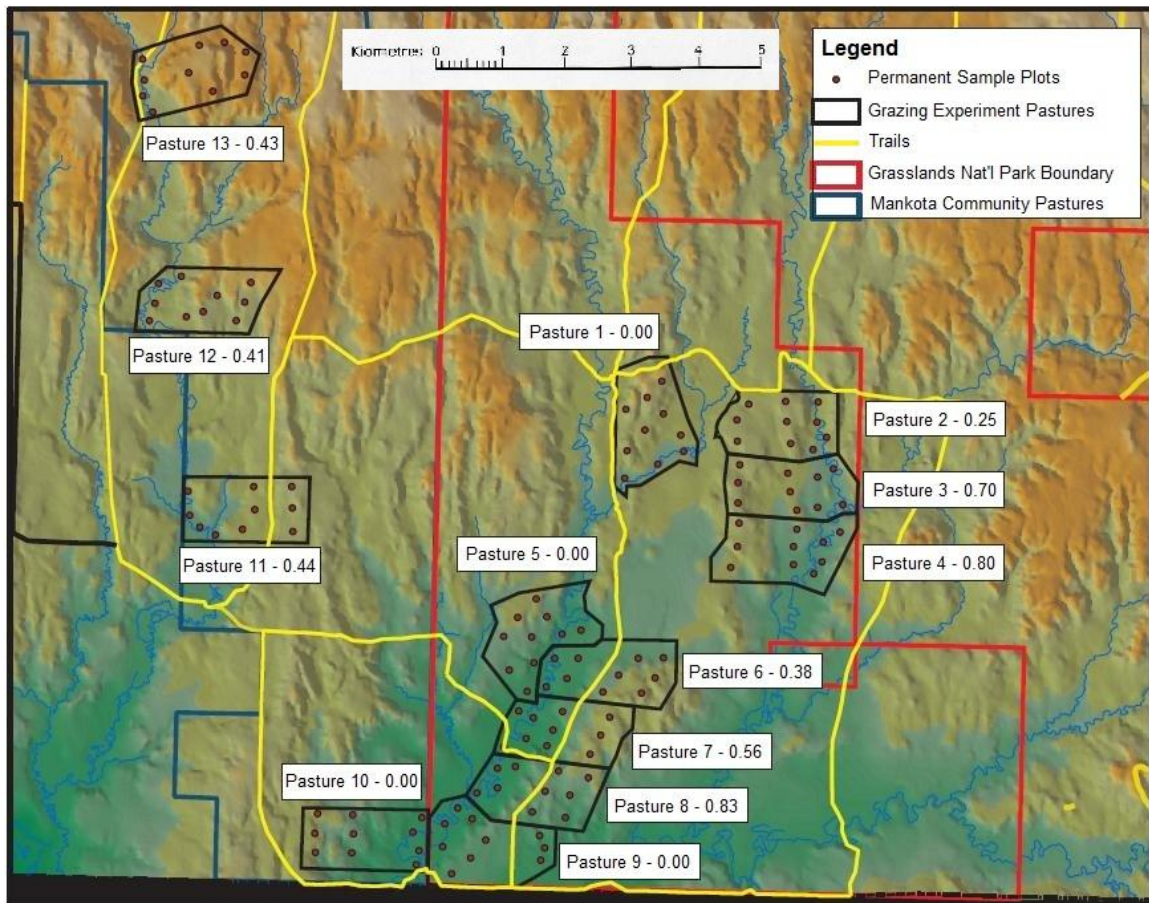 Kiometres 0 1 2 3 4 5
Legend
Permanent Sample Plots
Grazing Experiment Pastures
Trails
Grasslands Nat'l Park Boundary
Mankota Community Pastures
Pasture 13 - 0.43
Pasture 12 - 0.41
Pasture 1 - 0.00
Pasture 2 - 0.25
Pasture 3 - 0.70
Pasture 11 - 0.44
Pasture 5 - 0.00
Pasture 4 - 0.80
Pasture 6 - 0.38
Pasture 7 - 0.56
Pasture 10 - 0.00
Pasture 8 - 0.83
Pasture 9 - 0.00